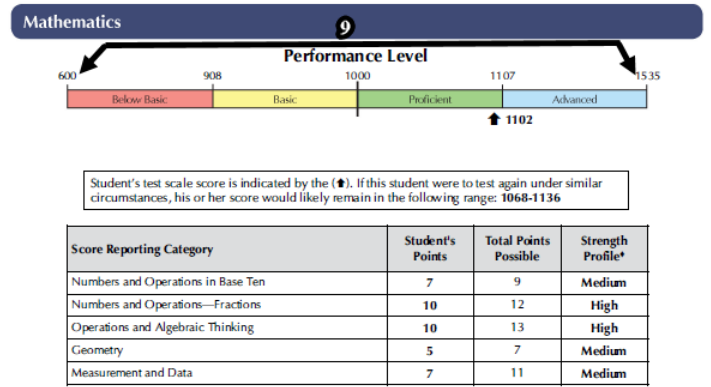 Mathematics
9
Performance Level
600 908 1000 1107 1535
Below Basic Basic Proficient Advanced
1102
Student's test scale score is indicated by the (⬆). If this student were to test again under similar
circumstances, his or her score would likely remain in the following range: 1068-1136
Score Reporting Category Student's Points Total Points Possible Strength Profile♦
Numbers and Operations in Base Ten 7 9 Medium
Numbers and Operations—Fractions 10 12 High
Operations and Algebraic Thinking 10 13 High
Geometry 5 7 Medium
Measurement and Data 7 11 Medium